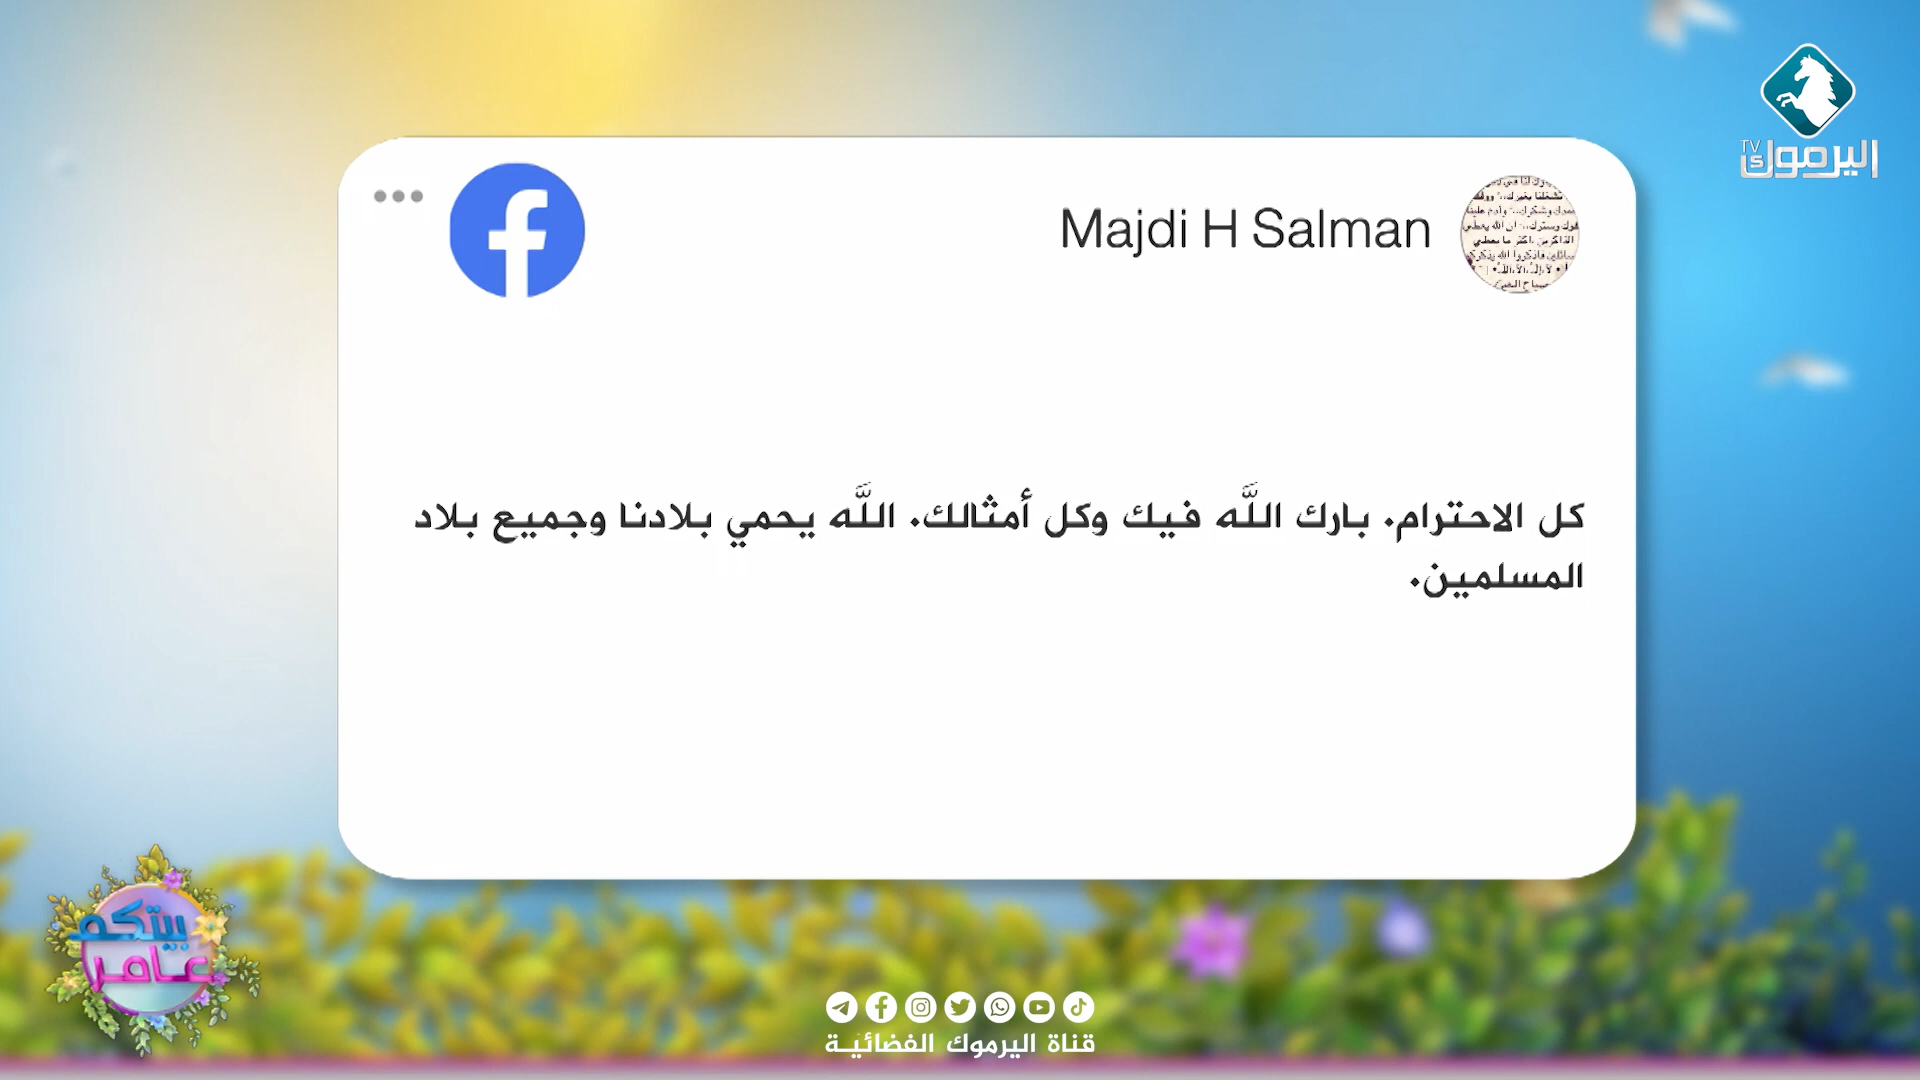 اليرموك
TV
Majdi H Salman
كل الاحترام. بارك اللَّه فيك وكل أمثالك. اللَّه يحمي بلادنا وجميع بلاد
المسلمين.
بيتكم
عامر
قناة اليرموك الفضائيـة